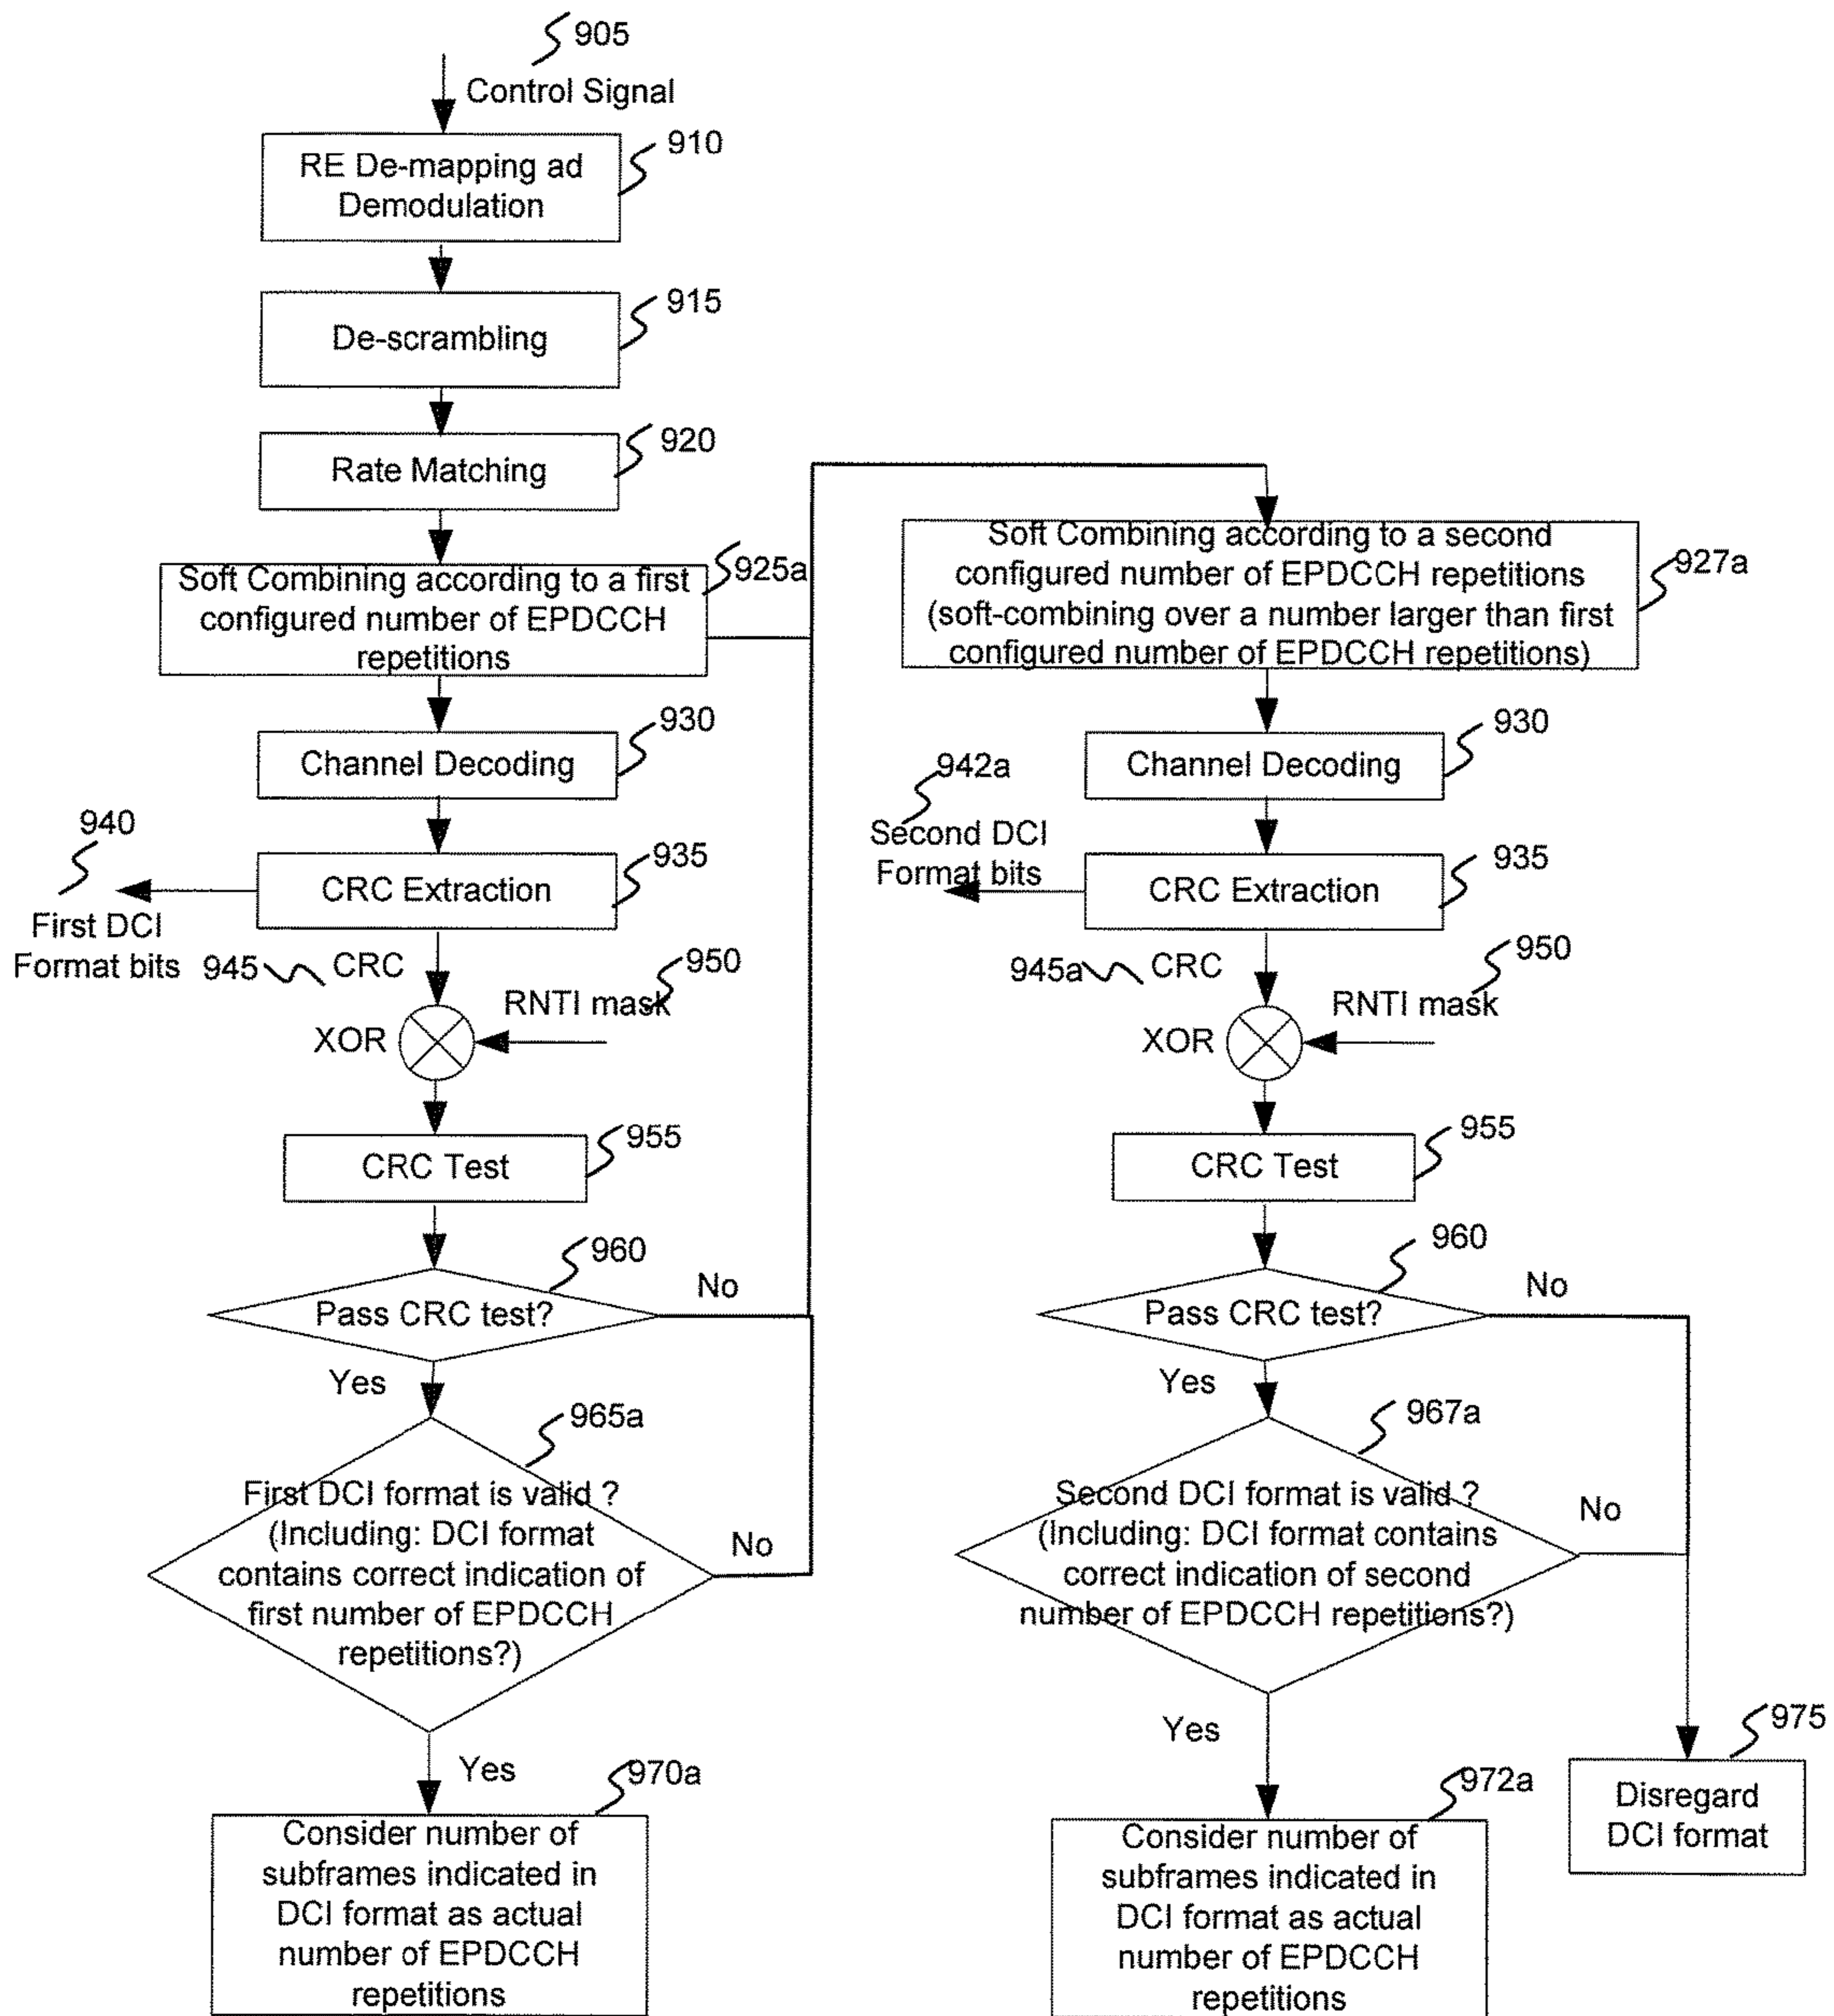 905
Control Signal
RE De-mapping ad
Demodulation
910
De-scrambling
915
Rate Matching
920
Soft Combining according to a first
configured number of EPDCCH
repetitions
925a
Channel Decoding
930
940
First DCI
Format bits
CRC Extraction
935
945
CRC
950
RNTI mask
XOR
CRC Test
955
960
Pass CRC test?
No
Yes
965a
First DCI format is valid ?
(Including: DCI format
contains correct indication of
first number of EPDCCH
repetitions?)
No
Yes
970a
Consider number of
subframes indicated in
DCI format as actual
number of EPDCCH
repetitions
Soft Combining according to a second
configured number of EPDCCH repetitions
(soft-combining over a number larger than first
configured number of EPDCCH repetitions)
927a
Channel Decoding
930
942a
Second DCI
Format bits
CRC Extraction
935
945a
CRC
950
RNTI mask
XOR
CRC Test
955
960
Pass CRC test?
No
Yes
967a
Second DCI format is valid ?
(Including: DCI format contains
correct indication of second
number of EPDCCH repetitions?)
No
Yes
972a
Consider number of
subframes indicated in
DCI format as actual
number of EPDCCH
repetitions
975
Disregard
DCI format